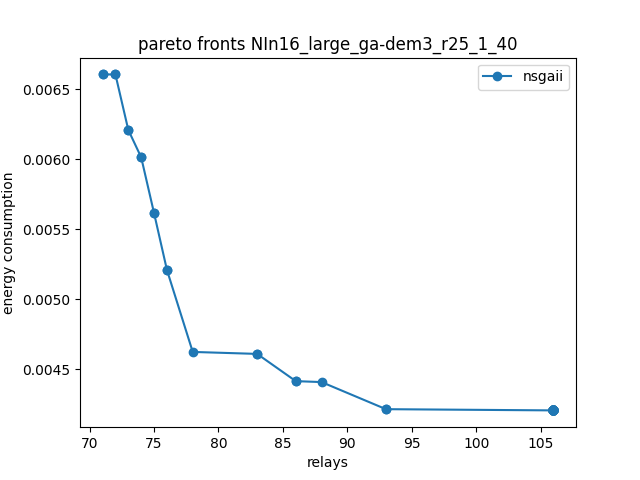 pareto fronts NIn16_large_ga-dem3_r25_1_40
nsgaii
energy consumption
0.0065
0.0060
0.0055
0.0050
0.0045
70 75 80 85 90 95 100 105
relays